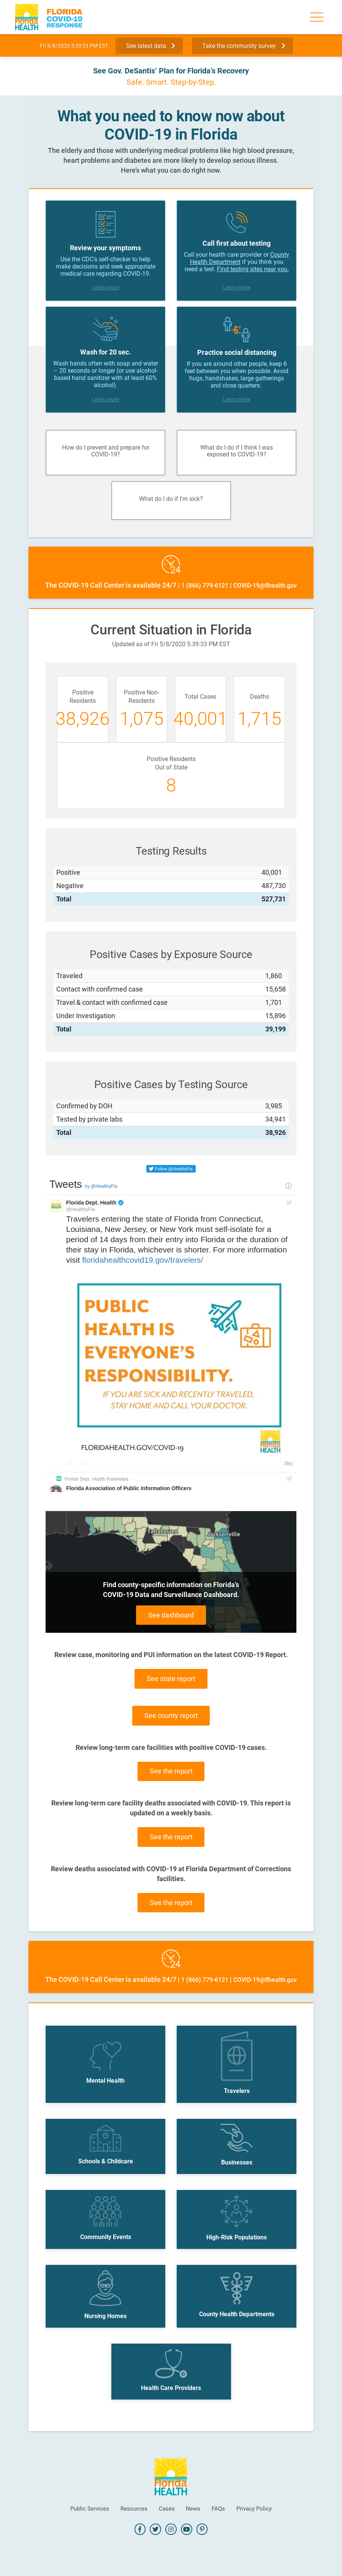 Florida
HEALTH
FLORIDA
COVID-19
RESPONSE
Fri 5/8/2020 5:39:33 PM EST
See latest data
Take the community survey
See Gov. DeSantis’ Plan for Florida’s Recovery
Safe. Smart. Step-by-Step.
What you need to know now about
COVID-19 in Florida
The elderly and those with underlying medical problems like high blood pressure,
heart problems and diabetes are more likely to develop serious illness.
Here’s what you can do right now.
Review your symptoms
Use the CDC’s self-checker to help
make decisions and seek appropriate
medical care regarding COVID-19.
Learn more
Call first about testing
Call your health care provider or County
Health Department if you think you
need a test. Find testing sites near you.
Learn more
Wash for 20 sec.
Wash hands often with soap and water
– 20 seconds or longer (or use alcohol-
based hand sanitizer with at least 60%
alcohol).
Learn more
6'
Practice social distancing
If you are around other people, keep 6
feet between you when possible. Avoid
hugs, handshakes, large gatherings
and close quarters.
Learn more
How do I prevent and prepare for
COVID-19?
What do I do if I think I was
exposed to COVID-19?
What do I do if I'm sick?
24
The COVID-19 Call Center is available 24/7 | 1 (866) 779-6121 | COVID-19@flhealth.gov
Current Situation in Florida
Updated as of Fri 5/8/2020 5:39:33 PM EST
Positive
Residents
38,926
Positive Non-
Residents
1,075
Total Cases
40,001
Deaths
1,715
Positive Residents
Out of State
8
Testing Results
Positive 40,001
Negative 487,730
Total 527,731
Positive Cases by Exposure Source
Traveled 1,860
Contact with confirmed case 15,658
Travel & contact with confirmed case 1,701
Under Investigation 15,896
Total 39,199
Positive Cases by Testing Source
Confirmed by DOH 3,985
Tested by private labs 34,941
Total 38,926
Follow @HealthyFla
Tweets by @HealthyFla
Florida Dept. Health
@HealthyFla
Travelers entering the state of Florida from Connecticut,
Louisiana, New Jersey, or New York must self-isolate for a
period of 14 days from their entry into Florida or the duration of
their stay in Florida, whichever is shorter. For more information
visit floridahealthcovid19.gov/travelers/
PUBLIC
HEALTH IS
EVERYONE’S
RESPONSIBILITY.
IF YOU ARE SICK AND RECENTLY TRAVELED,
STAY HOME AND CALL YOUR DOCTOR.
FLORIDAHEALTH.GOV/COVID-19
Florida
HEALTH
Florida Dept. Health Retweeted
Florida Association of Public Information Officers
Tallahassee
Jacksonville
Find county-specific information on Florida’s
COVID-19 Data and Surveillance Dashboard.
See dashboard
Review case, monitoring and PUI information on the latest COVID-19 Report.
See state report
See county report
Review long-term care facilities with positive COVID-19 cases.
See the report
Review long-term care facility deaths associated with COVID-19. This report is
updated on a weekly basis.
See the report
Review deaths associated with COVID-19 at Florida Department of Corrections
facilities.
See the report
24
The COVID-19 Call Center is available 24/7 | 1 (866) 779-6121 | COVID-19@flhealth.gov
Mental Health
Travelers
Schools & Childcare
Businesses
Community Events
High-Risk Populations
Nursing Homes
County Health Departments
Health Care Providers
Florida
HEALTH
Public Services Resources Cases News FAQs Privacy Policy